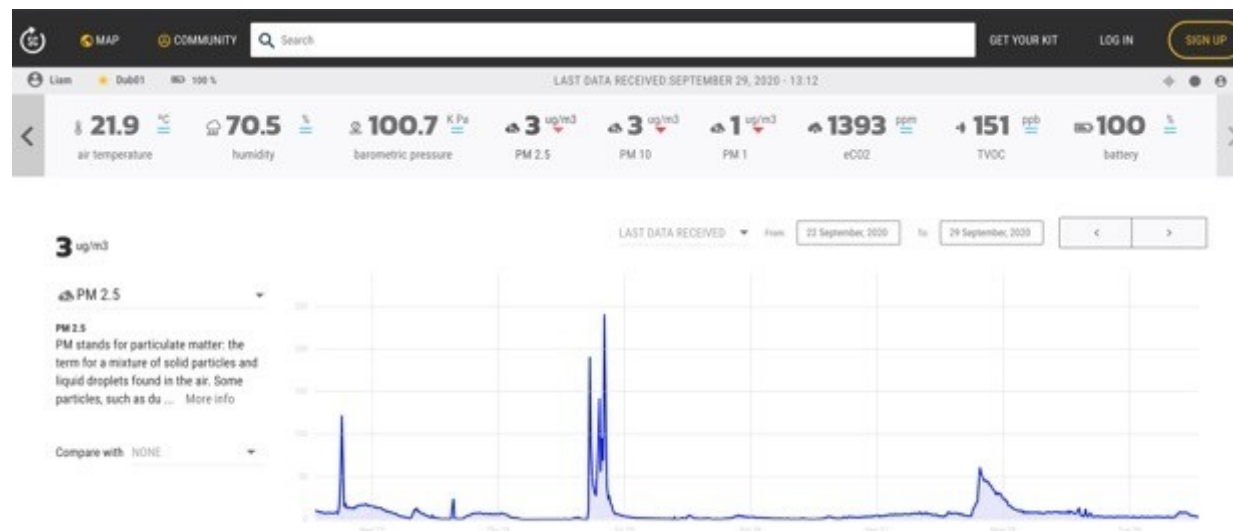 SC MAP COMMUNITY Search GET YOUR KIT LOG IN SIGN UP
Liam Dub01 100 % LAST DATA RECEIVED: SEPTEMBER 29, 2020 - 13:12
21.9 °C 70.5 % 100.7 K Pa 3 ug/m3 3 ug/m3 1 ug/m3 1393 ppm 151 ppb 100 %
air temperature humidity barometric pressure PM 2.5 PM 10 PM 1 eCO2 TVOC battery
3 ug/m3 LAST DATA RECEIVED From 22 September, 2020 To 29 September, 2020
PM 2.5
PM 2.5
PM stands for particulate matter: the
term for a mixture of solid particles and
liquid droplets found in the air. Some
particles, such as du ... More info
Compare with NONE